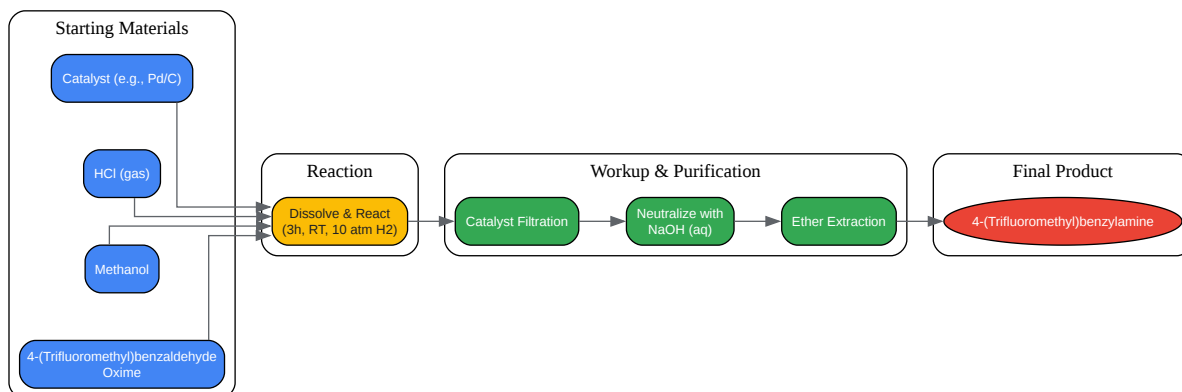 Starting Materials
Catalyst (e.g., Pd/C)
HCl (gas)
Methanol
4-(Trifluoromethyl)benzaldehyde
Oxime
Reaction
Dissolve & React
(3h, RT, 10 atm H2)
Workup & Purification
Catalyst Filtration
Neutralize with
NaOH (aq)
Ether Extraction
Final Product
4-(Trifluoromethyl)benzylamine